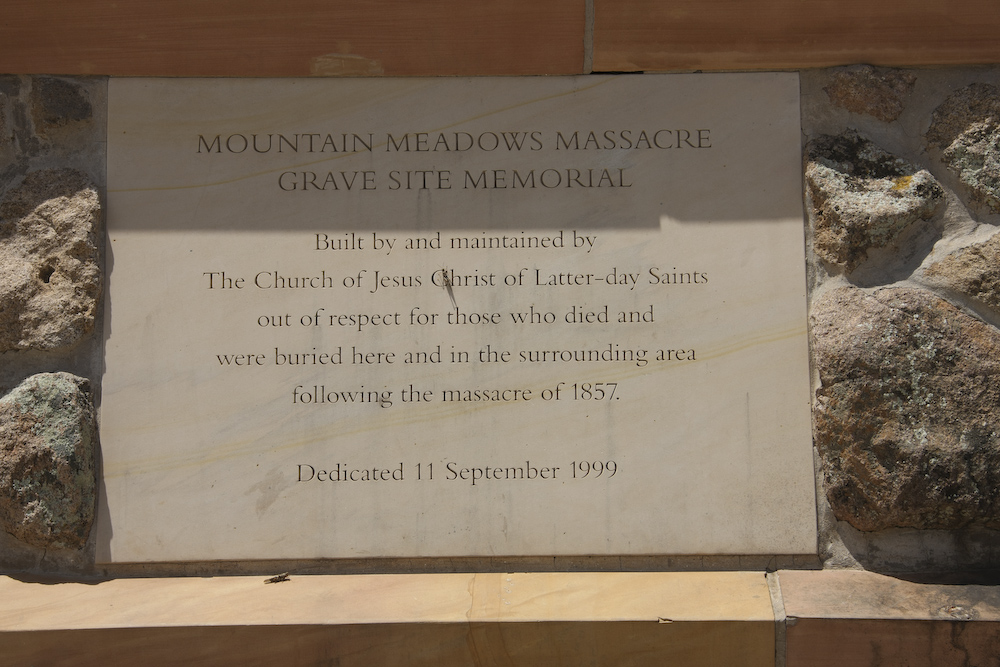 MOUNTAIN MEADOWS MASSACRE
GRAVE SITE MEMORIAL
Built by and maintained by
The Church of Jesus Christ of Latter-day Saints
out of respect for those who died and
were buried here and in the surrounding area
following the massacre of 1857.
Dedicated 11 September 1999